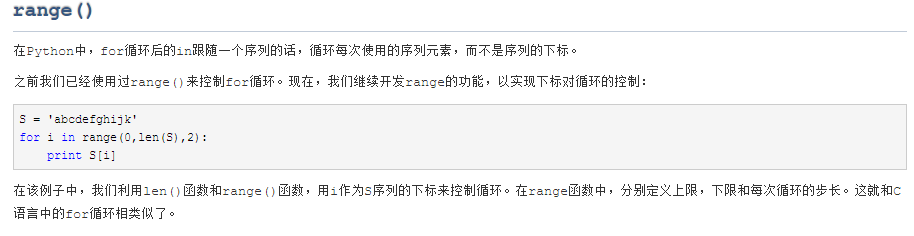 range()
在Python中，for循环后的in跟随一个序列的话，循环每次使用的序列元素，而不是序列的下标。
之前我们已经使用过range()来控制for循环。现在，我们继续开发range的功能，以实现下标对循环的控制：
S = 'abcdefghijk'
for i in range(0,len(S),2):
    print S[i]
在该例子中，我们利用len()函数和range()函数，用i作为S序列的下标来控制循环。在range函数中，分别定义上限，下限和每次循环的步长。这就和C
语言中的for循环相类似了。